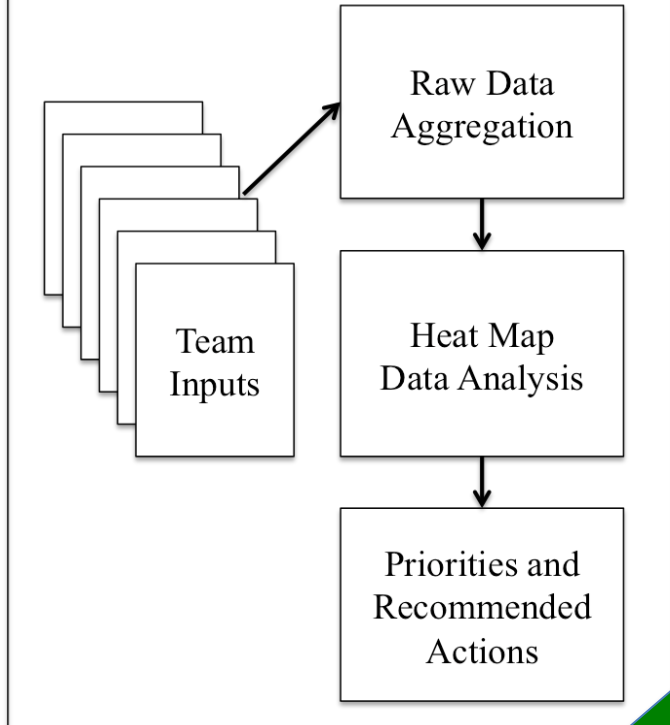 Raw Data
Aggregation
Team
Inputs
Heat Map
Data Analysis
Priorities and
Recommended
Actions